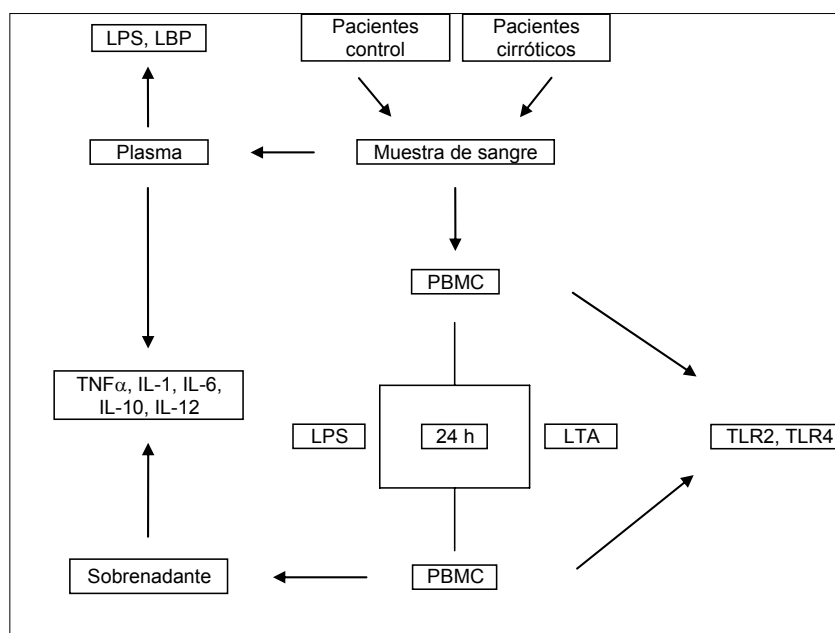 LPS, LBP
Pacientes
control
Pacientes
cirróticos
Plasma
Muestra de sangre
PBMC
TNFα, IL-1, IL-6,
IL-10, IL-12
LPS
24 h
LTA
TLR2, TLR4
Sobrenadante
PBMC